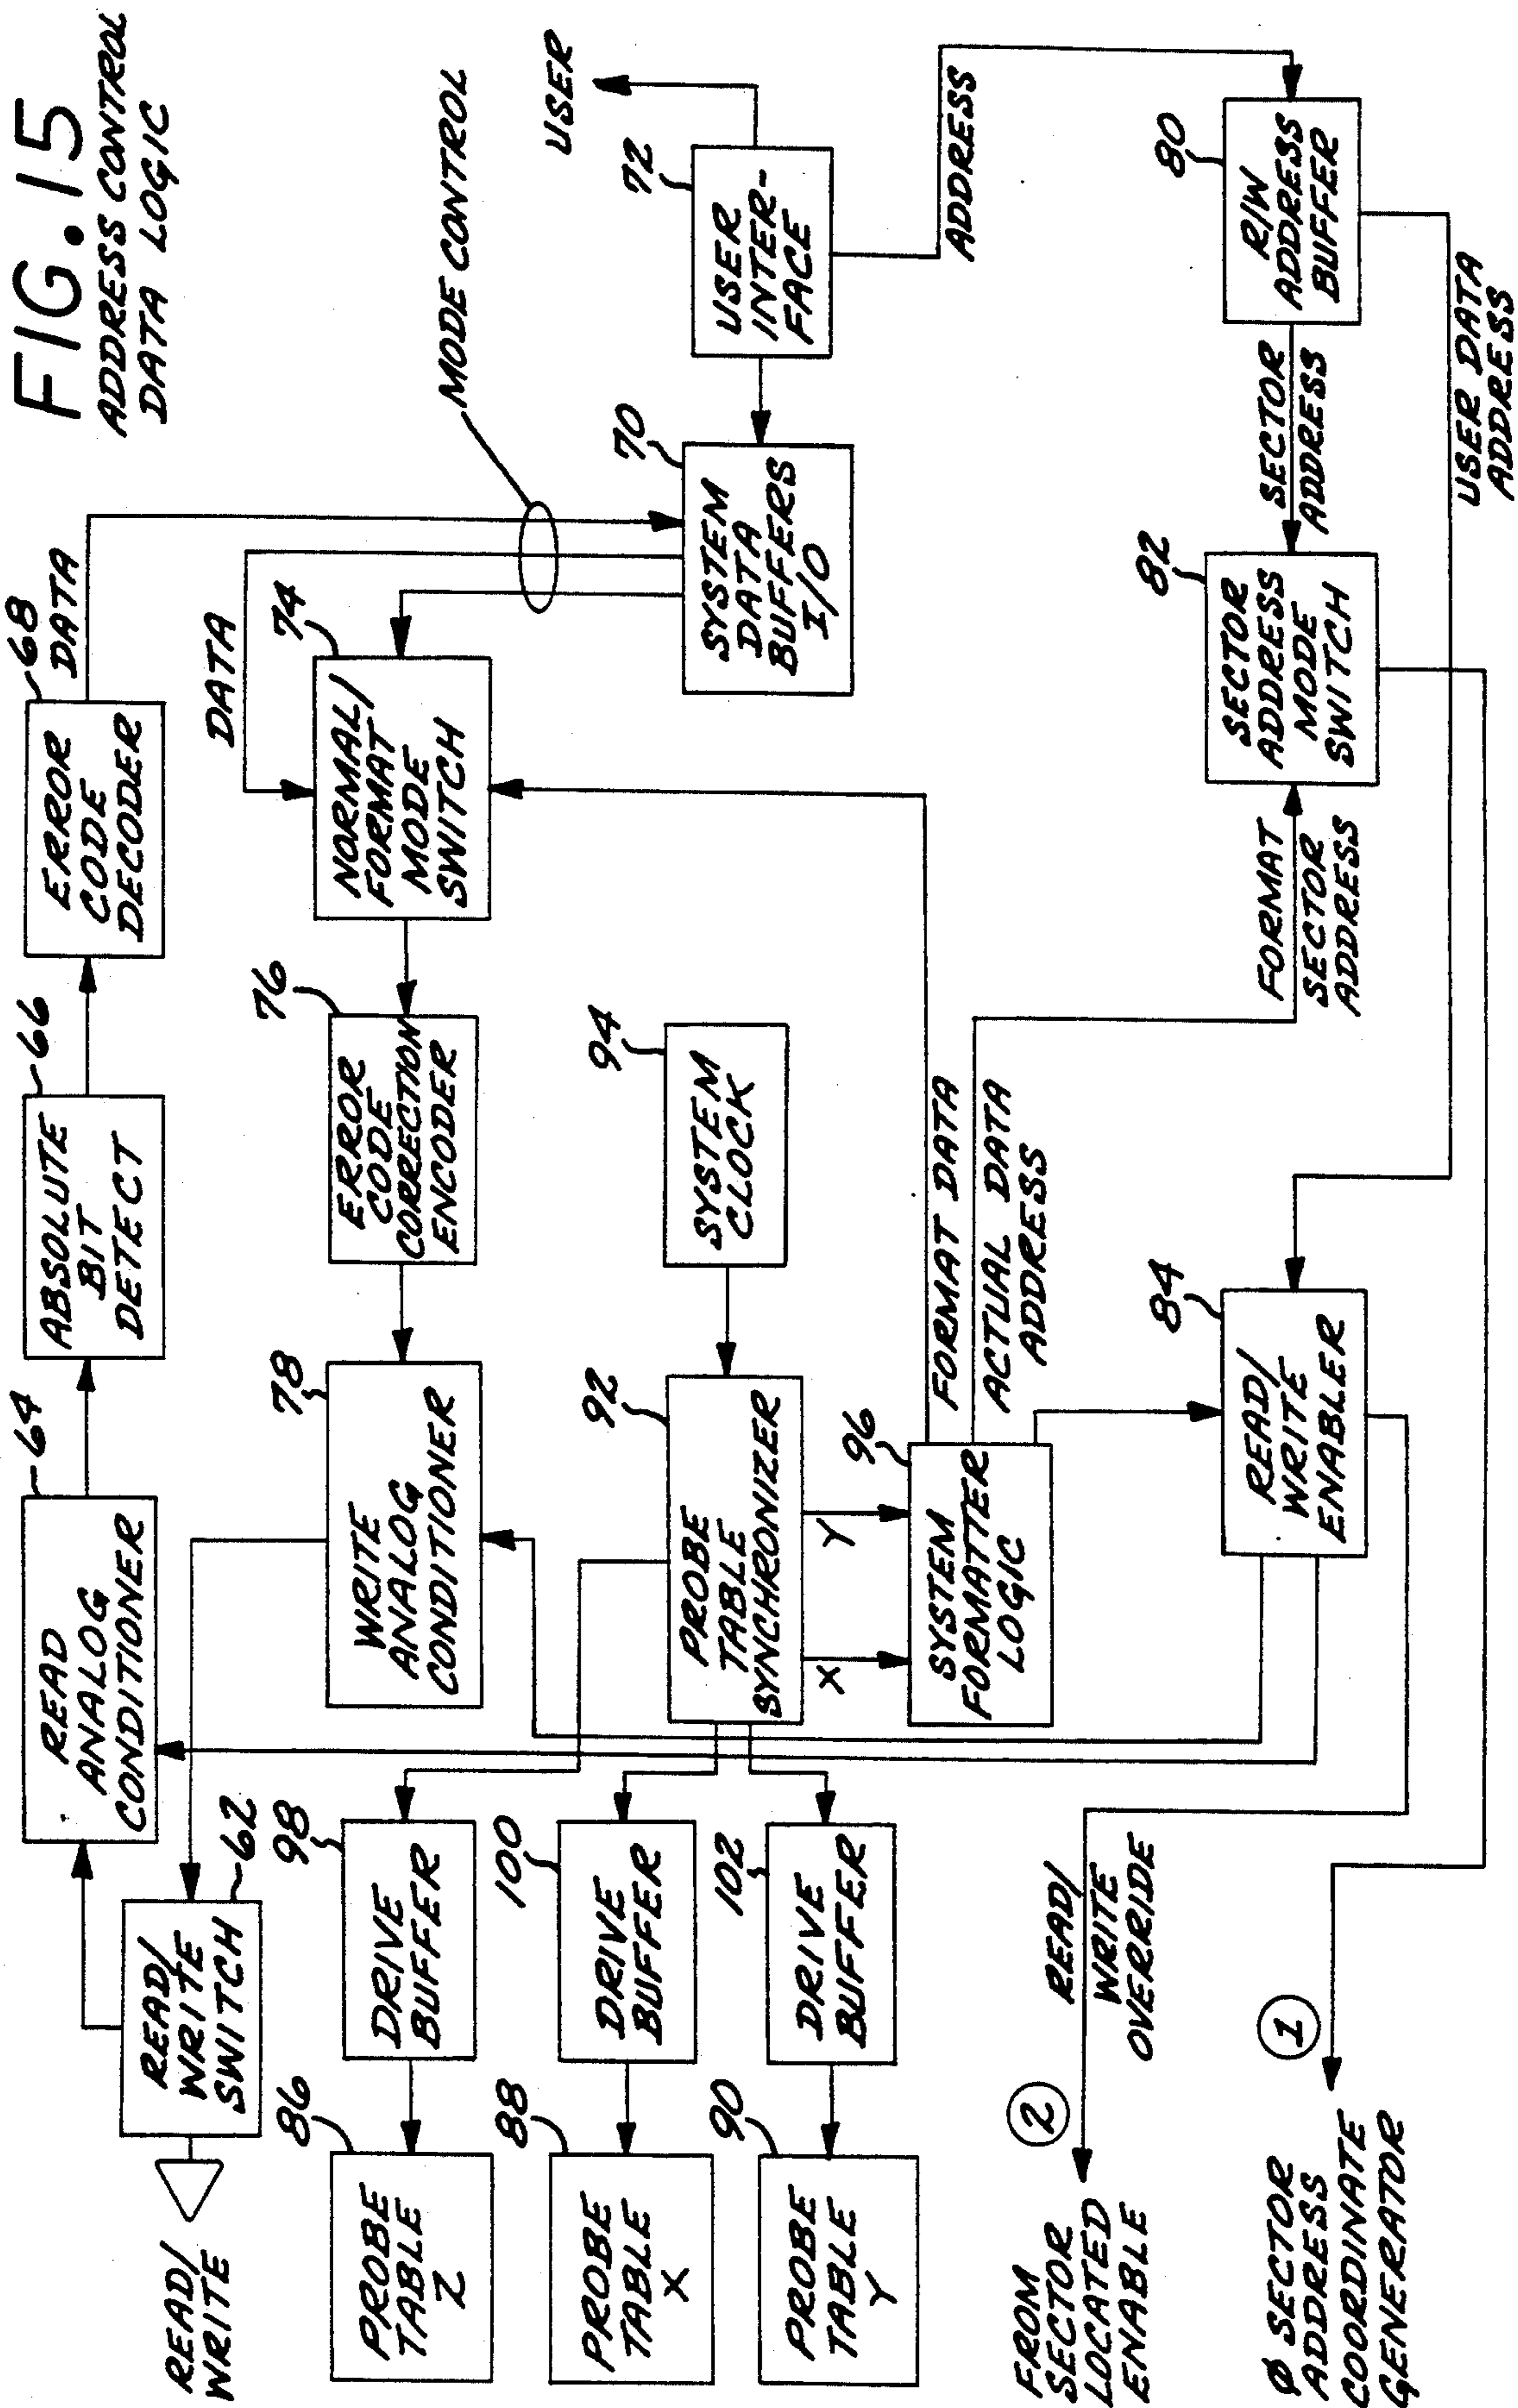 FIG. 15
ADDRESS CONTROL
DATA LOGIC
READ/
WRITE
READ/
WRITE
SWITCH
62
READ
ANALOG
CONDITIONER
64
ABSOLUTE
BIT
DETECT
66
ERROR
CODE
DECODER
68
DATA
DATA
MODE CONTROL
PROBE
TABLE
Z
86
DRIVE
BUFFER
98
WRITE
ANALOG
CONDITIONER
78
ERROR
CODE
CORRECTION
ENCODER
76
NORMAL/
FORMAT
MODE
SWITCH
74
PROBE
TABLE
X
88
DRIVE
BUFFER
100
PROBE
TABLE
Y
90
DRIVE
BUFFER
102
PROBE
TABLE
SYNCHRONIZER
92
SYSTEM
CLOCK
94
SYSTEM
DATA
BUFFERS
I/O
70
USER
INTER-
FACE
72
USER
X
Y
SYSTEM
FORMATTER
LOGIC
96
FORMAT DATA
ACTUAL DATA
ADDRESS
ADDRESS
FROM
SECTOR
LOCATED
ENABLE
2
READ/
WRITE
OVERRIDE
READ/
WRITE
ENABLER
84
FORMAT
SECTOR
ADDRESS
SECTOR
ADDRESS
MODE
SWITCH
82
SECTOR
ADDRESS
R/W
ADDRESS
BUFFER
80
USER DATA
ADDRESS
Ø SECTOR
ADDRESS
COORDINATE
GENERATOR
1